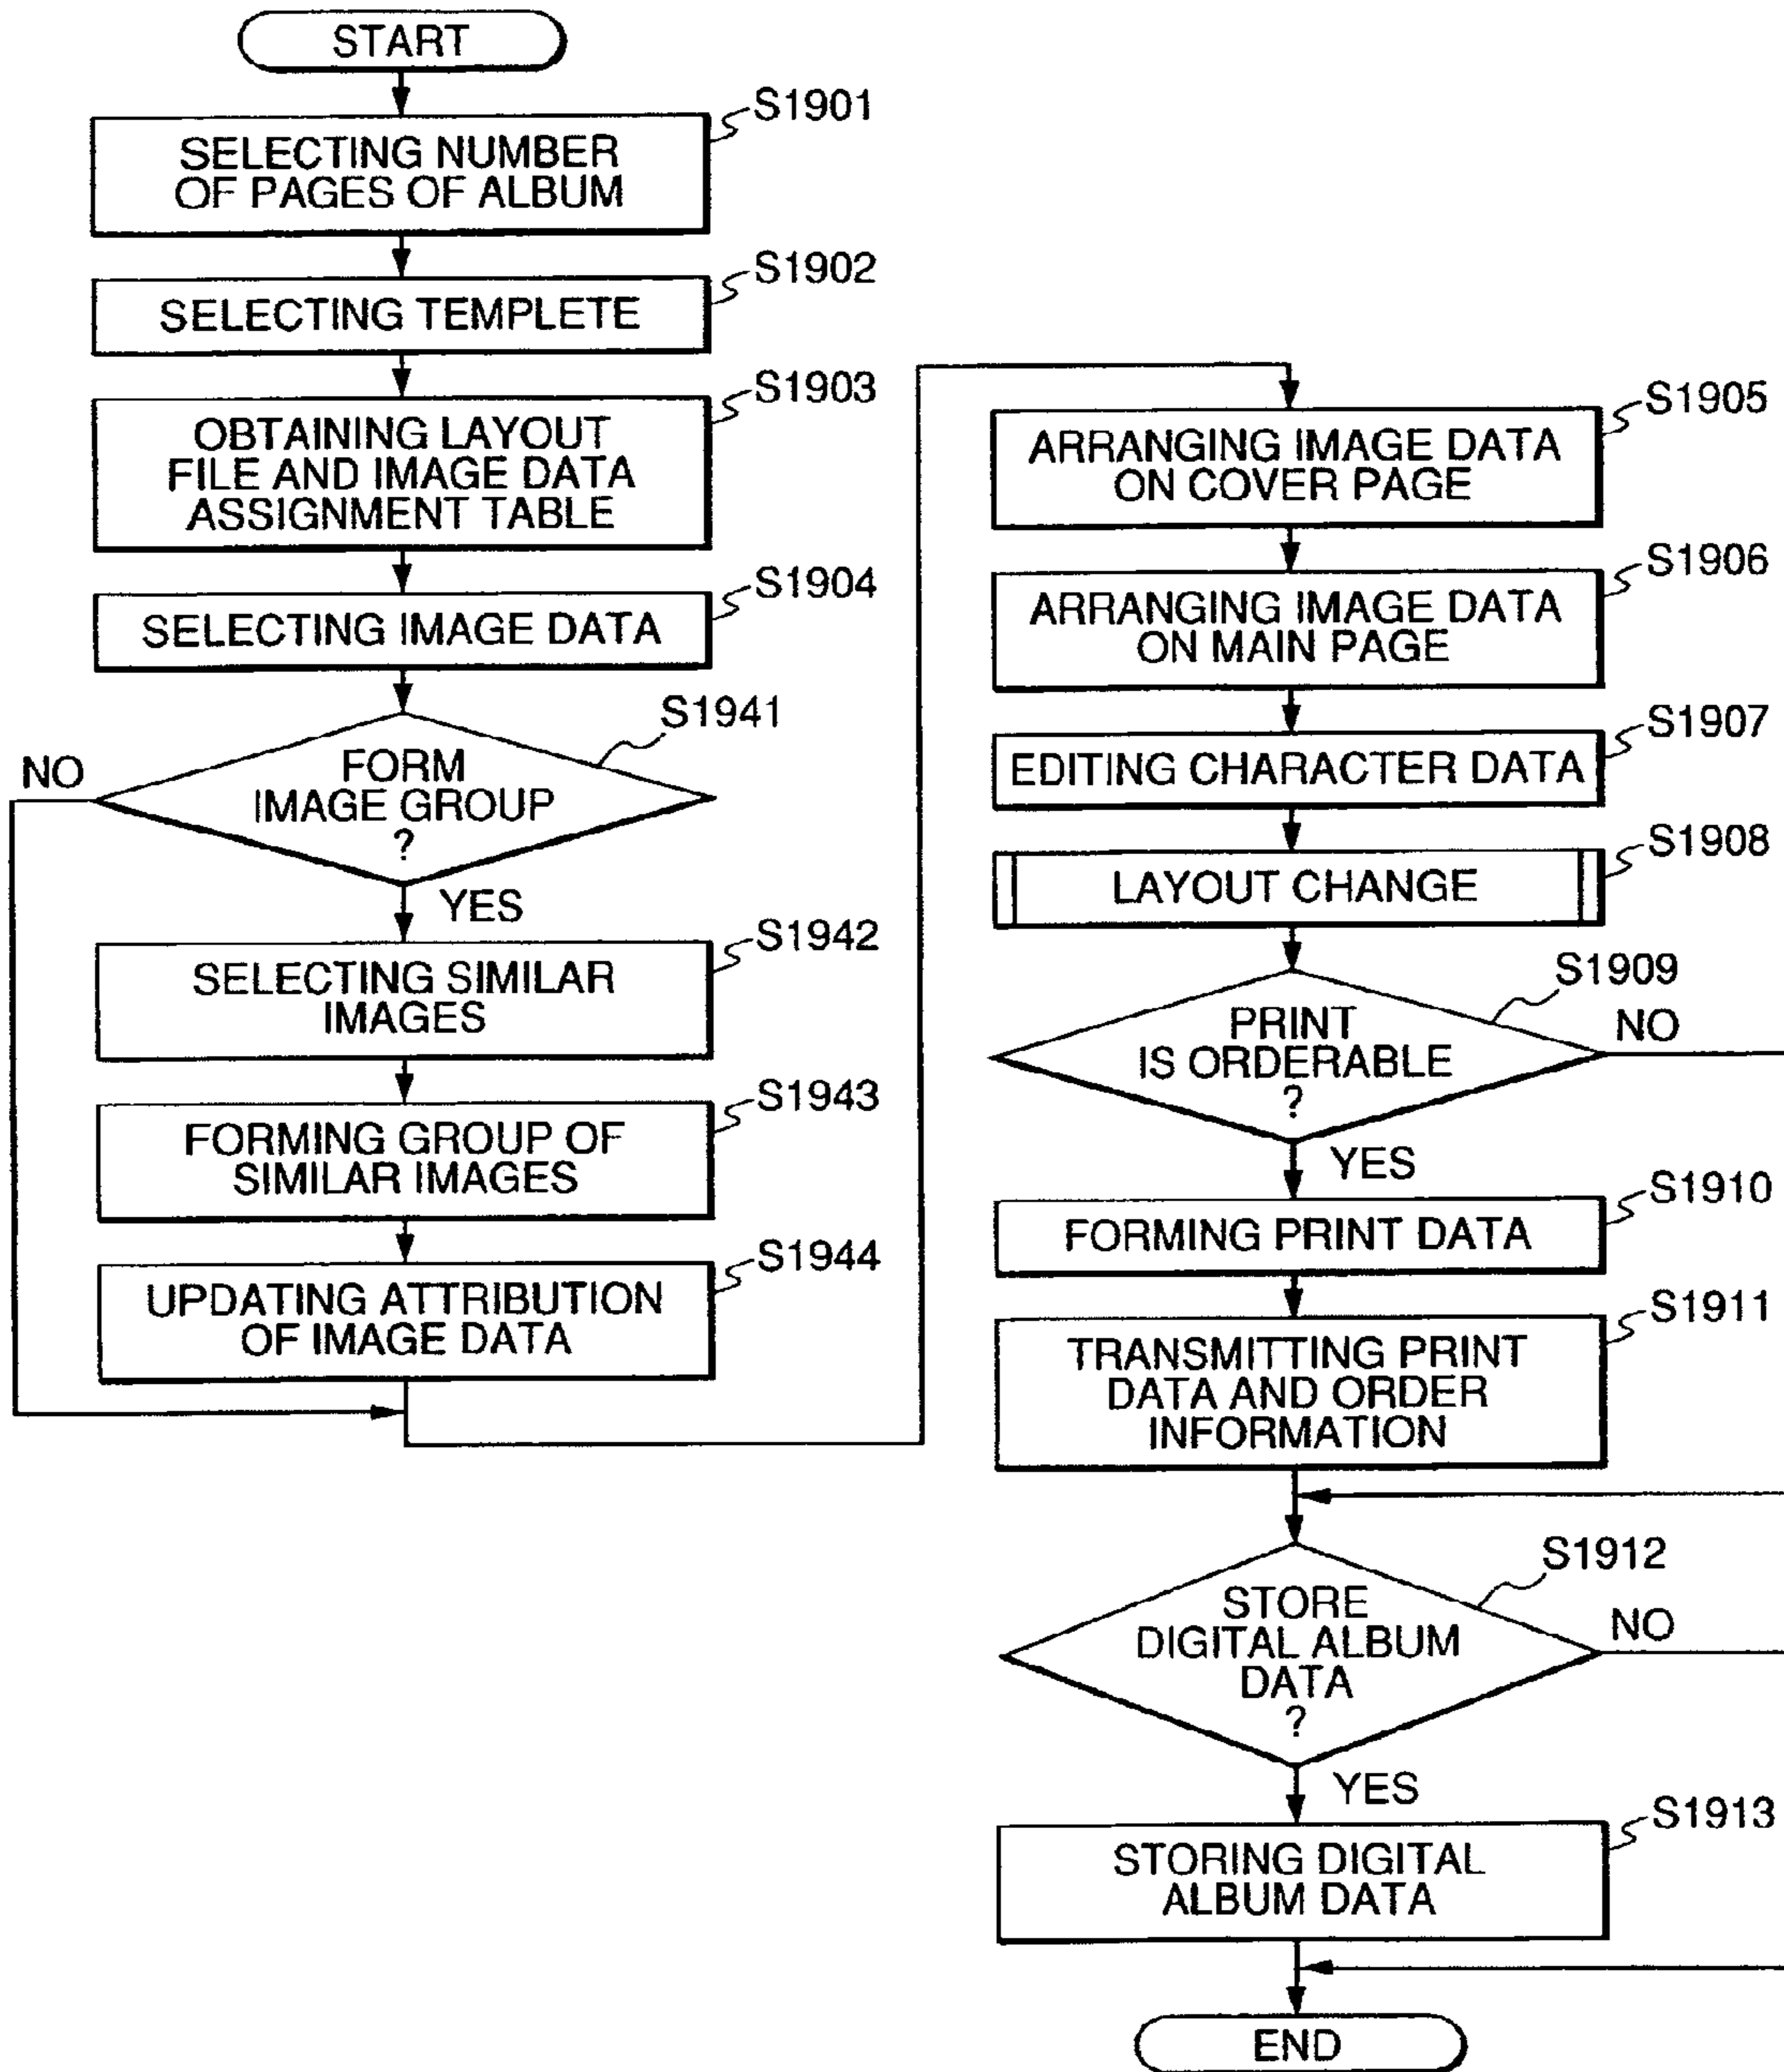 START
S1901
SELECTING NUMBER
OF PAGES OF ALBUM
S1902
SELECTING TEMPLETE
S1903
OBTAINING LAYOUT
FILE AND IMAGE DATA
ASSIGNMENT TABLE
S1904
SELECTING IMAGE DATA
S1941
NO
FORM
IMAGE GROUP
?
YES
S1942
SELECTING SIMILAR
IMAGES
S1943
FORMING GROUP OF
SIMILAR IMAGES
S1944
UPDATING ATTRIBUTION
OF IMAGE DATA
S1905
ARRANGING IMAGE DATA
ON COVER PAGE
S1906
ARRANGING IMAGE DATA
ON MAIN PAGE
S1907
EDITING CHARACTER DATA
S1908
LAYOUT CHANGE
S1909
PRINT
IS ORDERABLE
?
NO
YES
S1910
FORMING PRINT DATA
S1911
TRANSMITTING PRINT
DATA AND ORDER
INFORMATION
S1912
STORE
DIGITAL ALBUM
DATA
?
NO
YES
S1913
STORING DIGITAL
ALBUM DATA
END